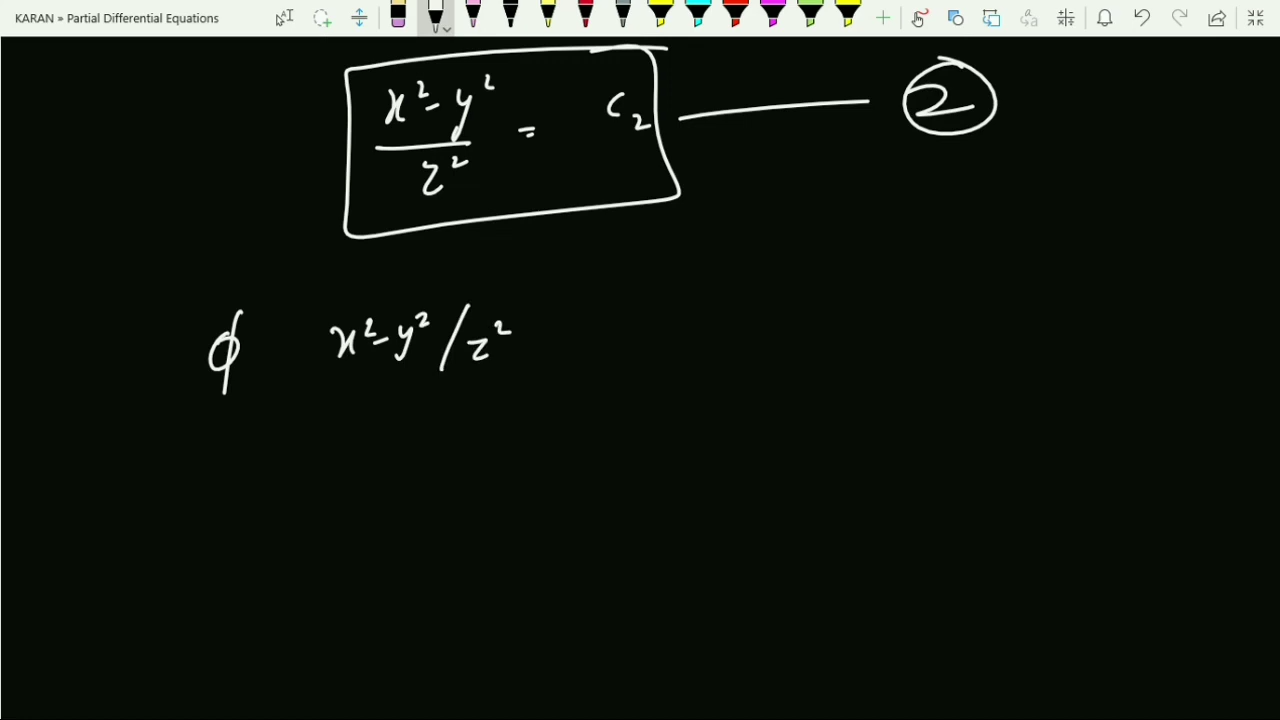 KARAN » Partial Differential Equations
x² - y² / z² = C₂ ——— ②
ϕ x² - y² / z²